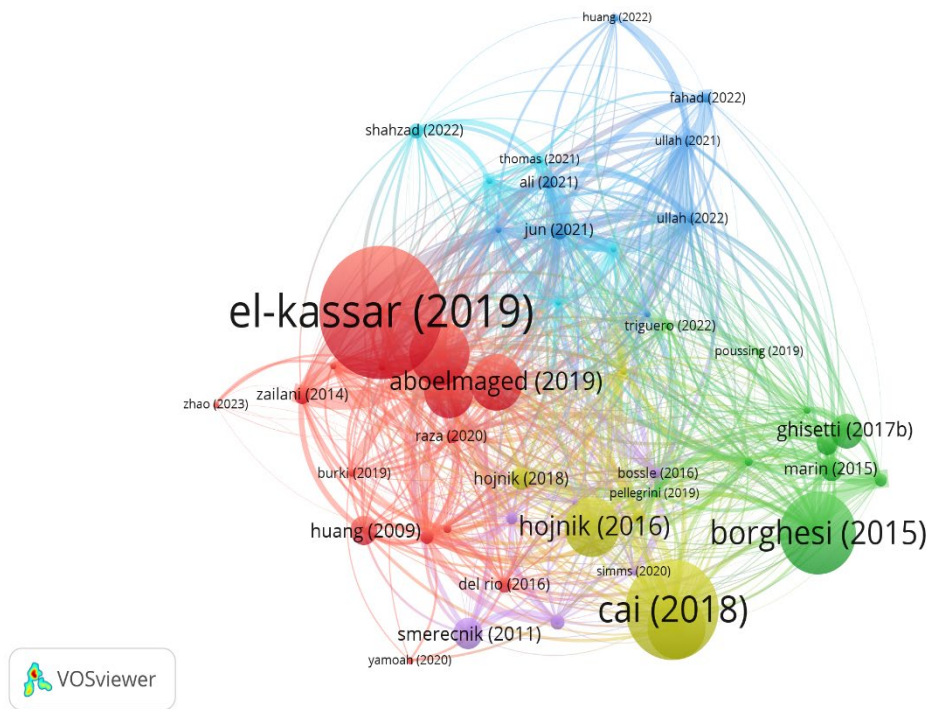 huang (2022)
fahad (2022)
shahzad (2022)
ullah (2021)
thomas (2021)
ali (2021)
ullah (2022)
jun (2021)
el-kassar (2019)
triguero (2022)
poussing (2019)
aboelmaged (2019)
zailani (2014)
zhao (2023)
raza (2020)
ghisetti (2017b)
marin (2015)
burki (2019)
hojnik (2018)
bossle (2016)
pellegrini (2019)
huang (2009)
hojnik (2016)
borghesi (2015)
simms (2020)
del rio (2016)
cai (2018)
smerecnik (2011)
yamoah (2020)
VOSviewer